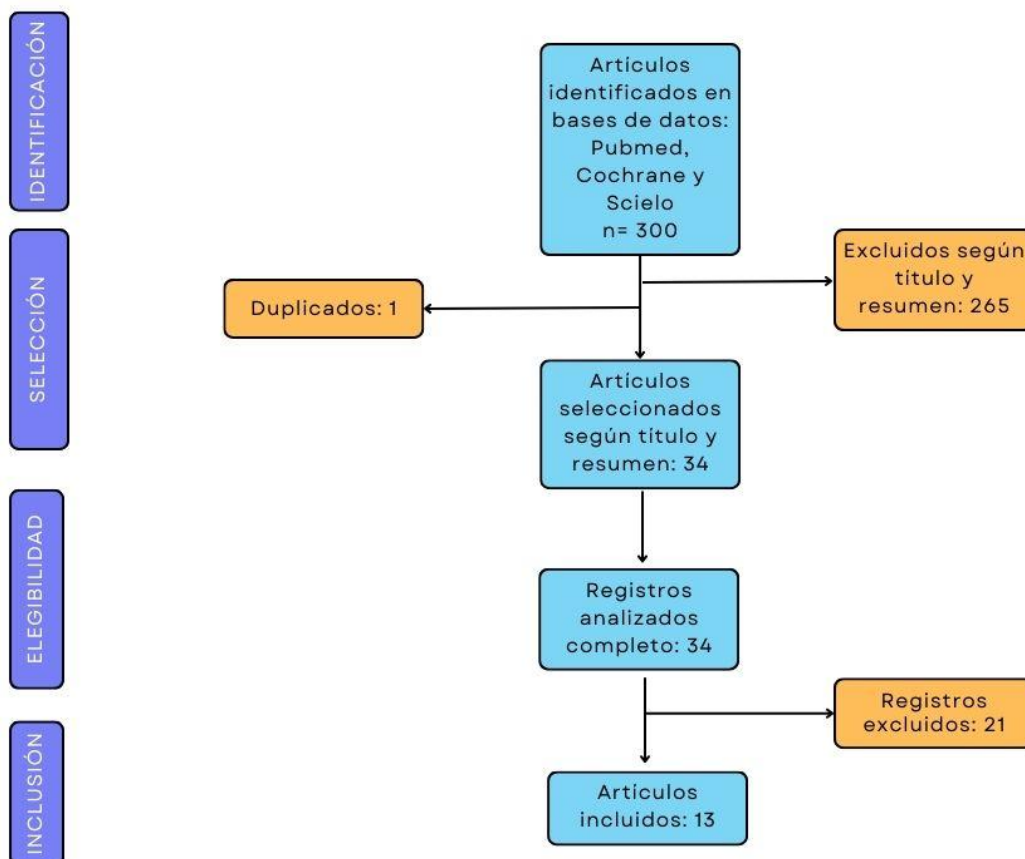 IDENTIFICACIÓN
Artículos
identificados en
bases de datos:
Pubmed,
Cochrane y
Scielo
n= 300
SELECCIÓN
Excluidos según
título y
resumen: 265
Duplicados: 1
Artículos
seleccionados
según título y
resumen: 34
ELEGIBILIDAD
Registros
analizados
completo: 34
Registros
excluidos: 21
INCLUSIÓN
Artículos
incluidos: 13